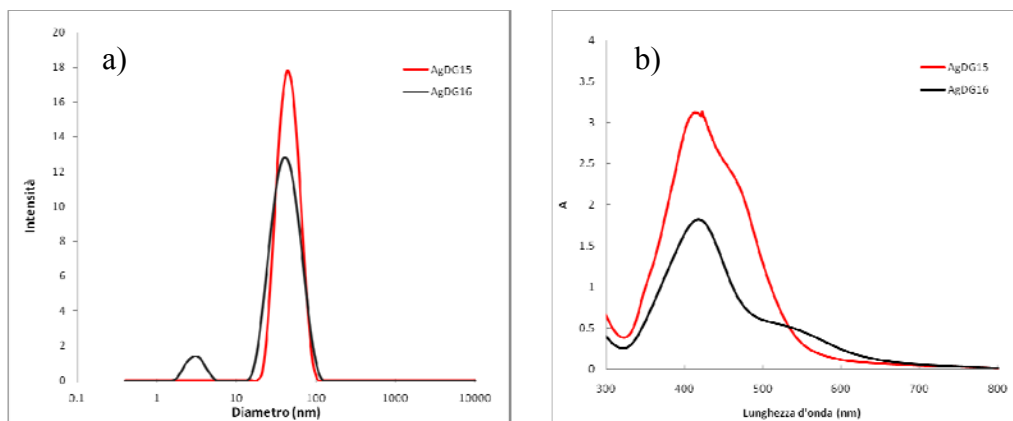 a)
20
18
16
14
12
10
8
6
4
2
0
Intensità
AgDG15
AgDG16
0.1 1 10 100 1000 10000
Diametro (nm)
b)
4
3.5
3
2.5
2
1.5
1
0.5
0
A
AgDG15
AgDG16
300 400 500 600 700 800
Lunghezza d'onda (nm)